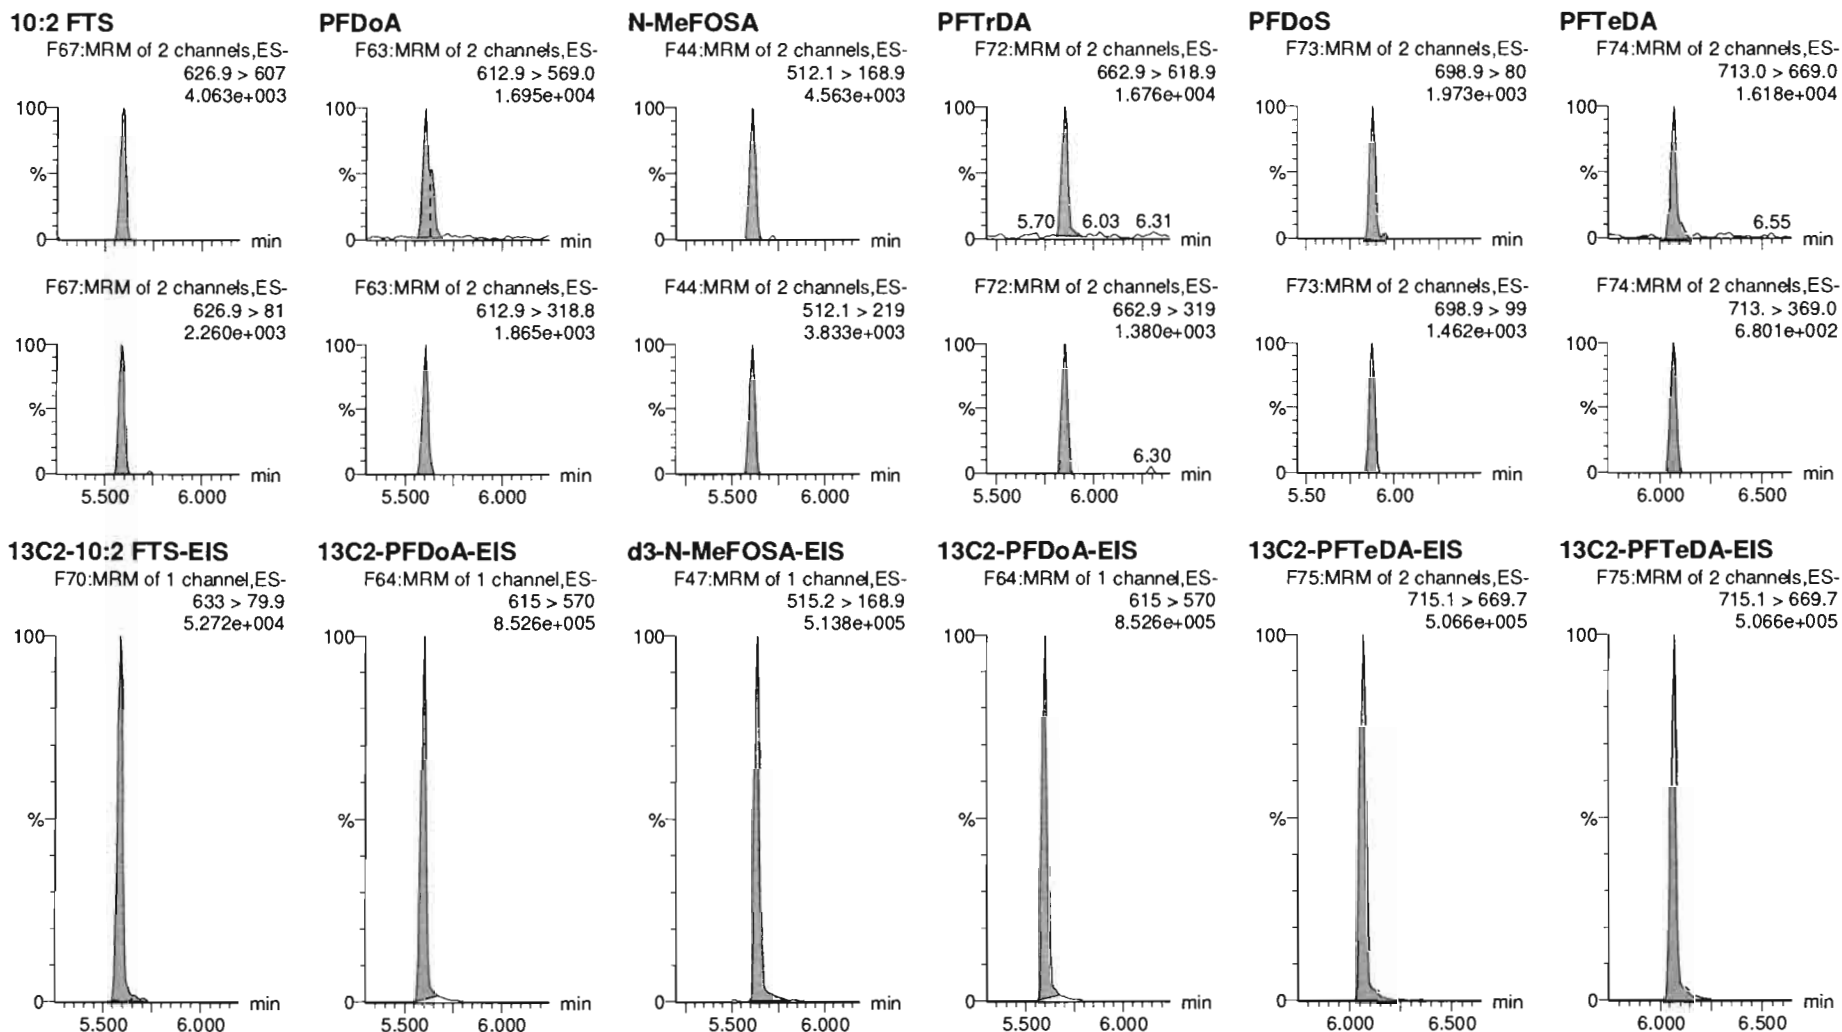 10:2 FTS
F67:MRM of 2 channels,ES-
626.9 > 607
4.063e+003
100
%
0
min
F67:MRM of 2 channels,ES-
626.9 > 81
2.260e+003
100
%
0
min
5.500 6.000
PFDoA
F63:MRM of 2 channels,ES-
612.9 > 569.0
1.695e+004
100
%
0
min
F63:MRM of 2 channels,ES-
612.9 > 318.8
1.865e+003
100
%
0
min
5.500 6.000
N-MeFOSA
F44:MRM of 2 channels,ES-
512.1 > 168.9
4.563e+003
100
%
0
min
F44:MRM of 2 channels,ES-
512.1 > 219
3.833e+003
100
%
0
min
5.500 6.000
PFTrDA
F72:MRM of 2 channels,ES-
662.9 > 618.9
1.676e+004
100
%
5.70 6.03 6.31
0
min
F72:MRM of 2 channels,ES-
662.9 > 319
1.380e+003
100
%
6.30
0
min
5.500 6.000
PFDoS
F73:MRM of 2 channels,ES-
698.9 > 80
1.973e+003
100
%
0
min
F73:MRM of 2 channels,ES-
698.9 > 99
1.462e+003
100
%
0
min
5.50 6.00
PFTeDA
F74:MRM of 2 channels,ES-
713.0 > 669.0
1.618e+004
100
%
6.55
0
min
F74:MRM of 2 channels,ES-
713. > 369.0
6.801e+002
100
%
0
min
6.000 6.500
13C2-10:2 FTS-EIS
F70:MRM of 1 channel,ES-
633 > 79.9
5.272e+004
100
%
0
min
5.500 6.000
13C2-PFDoA-EIS
F64:MRM of 1 channel,ES-
615 > 570
8.526e+005
100
%
0
min
5.500 6.000
d3-N-MeFOSA-EIS
F47:MRM of 1 channel,ES-
515.2 > 168.9
5.138e+005
100
%
0
min
5.500 6.000
13C2-PFDoA-EIS
F64:MRM of 1 channel,ES-
615 > 570
8.526e+005
100
%
0
min
5.500 6.000
13C2-PFTeDA-EIS
F75:MRM of 2 channels,ES-
715.1 > 669.7
5.066e+005
100
%
0
min
6.000 6.500
13C2-PFTeDA-EIS
F75:MRM of 2 channels,ES-
715.1 > 669.7
5.066e+005
100
%
0
min
6.000 6.500